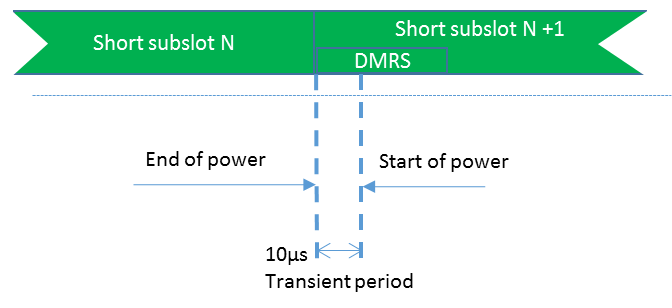 Short subslot N
Short subslot N +1
DMRS
End of power
Start of power
10µs
Transient period